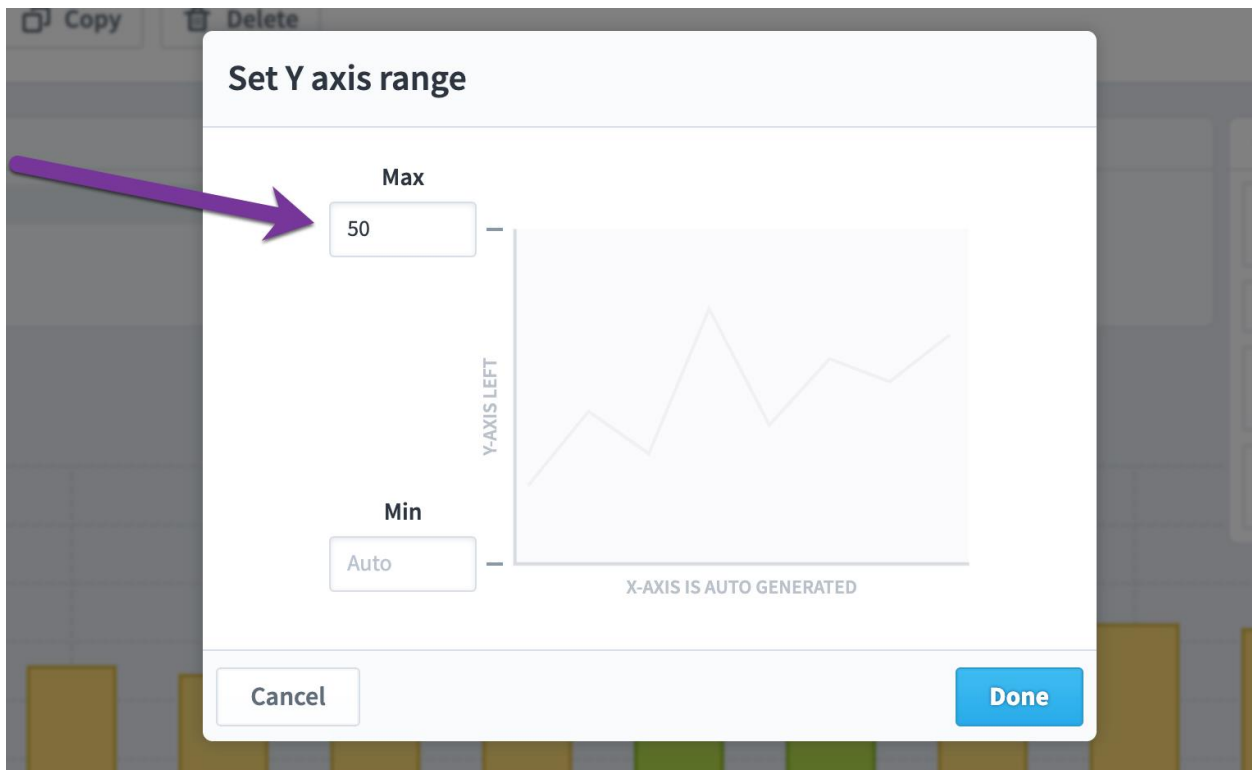 Copy
Delete
Set Y axis range
Max
50
Y-AXIS LEFT
Min
Auto
X-AXIS IS AUTO GENERATED
Cancel
Done